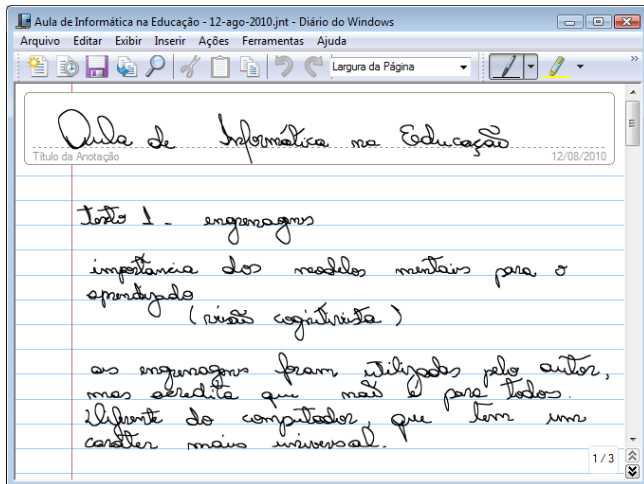 Aula de Informática na Educação - 12-ago-2010.jnt - Diário do Windows
Arquivo Editar Exibir Inserir Ações Ferramentas Ajuda
Largura da Página
Aula de Informática na Educação
Título da Anotação 12/08/2010
texto 1 - engrenagens
importancia dos modelos mentais para o
aprendizado
(visão cognitivista)
as engrenagens foram utilizadas pelo autor,
mas acredita que não é para todos.
Diferente do computador, que tem um
caráter mais universal.
1 / 3